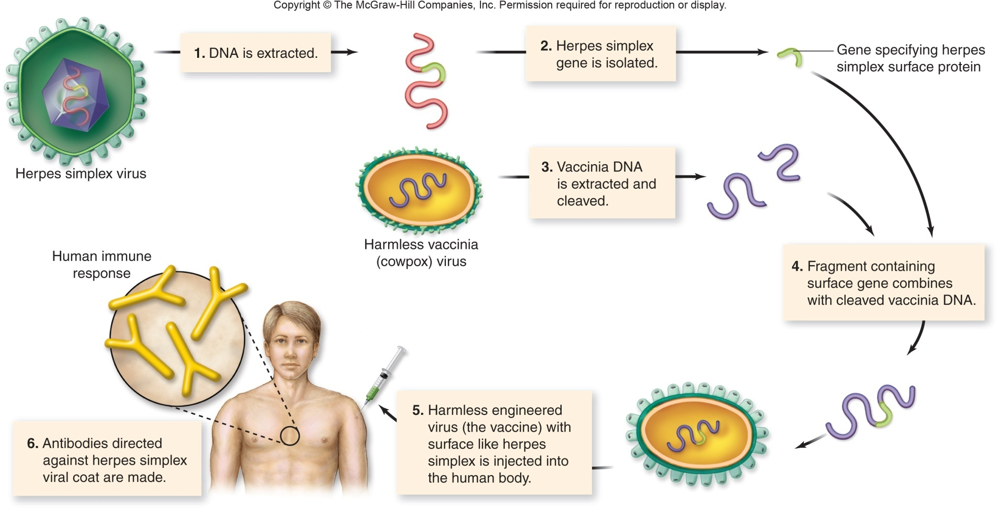 Copyright © The McGraw-Hill Companies, Inc. Permission required for reproduction or display.
1. DNA is extracted.
2. Herpes simplex
gene is isolated.
Gene specifying herpes
simplex surface protein
Herpes simplex virus
3. Vaccinia DNA
is extracted and
cleaved.
Harmless vaccinia
(cowpox) virus
4. Fragment containing
surface gene combines
with cleaved vaccinia DNA.
Human immune
response
5. Harmless engineered
virus (the vaccine) with
surface like herpes
simplex is injected into
the human body.
6. Antibodies directed
against herpes simplex
viral coat are made.